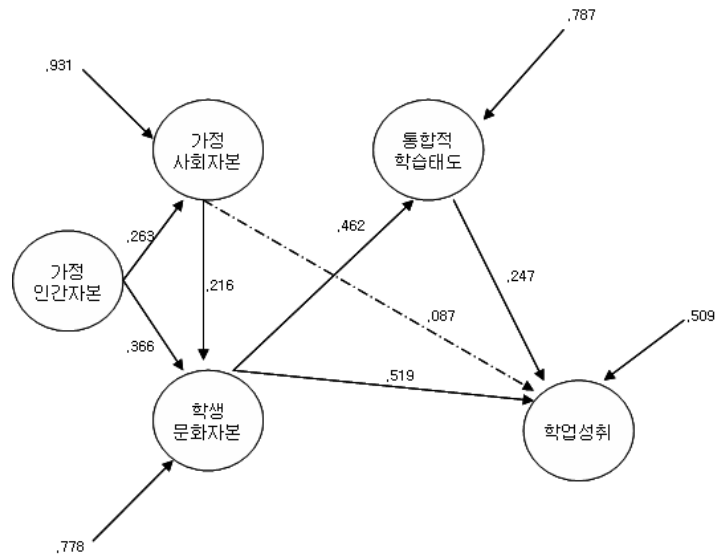 .787
.931
가정
사회자본
통합적
학습태도
.263
.462
가정
인간자본
.216
.247
.087
.509
.366
.519
학생
문화자본
학업성취
.778